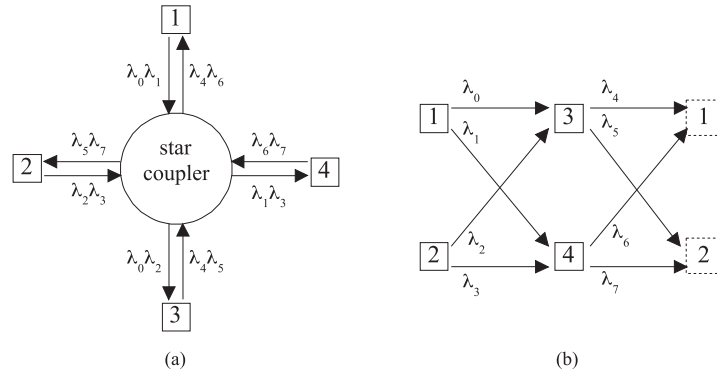 1
λ₀λ₁
λ₄λ₆
λ₅λ₇
star
coupler
λ₆λ₇
2
4
λ₂λ₃
λ₁λ₃
λ₀λ₂
λ₄λ₅
3
(a)
λ₀
λ₄
1
3
1
λ₁
λ₅
λ₂
λ₆
2
4
2
λ₃
λ₇
(b)